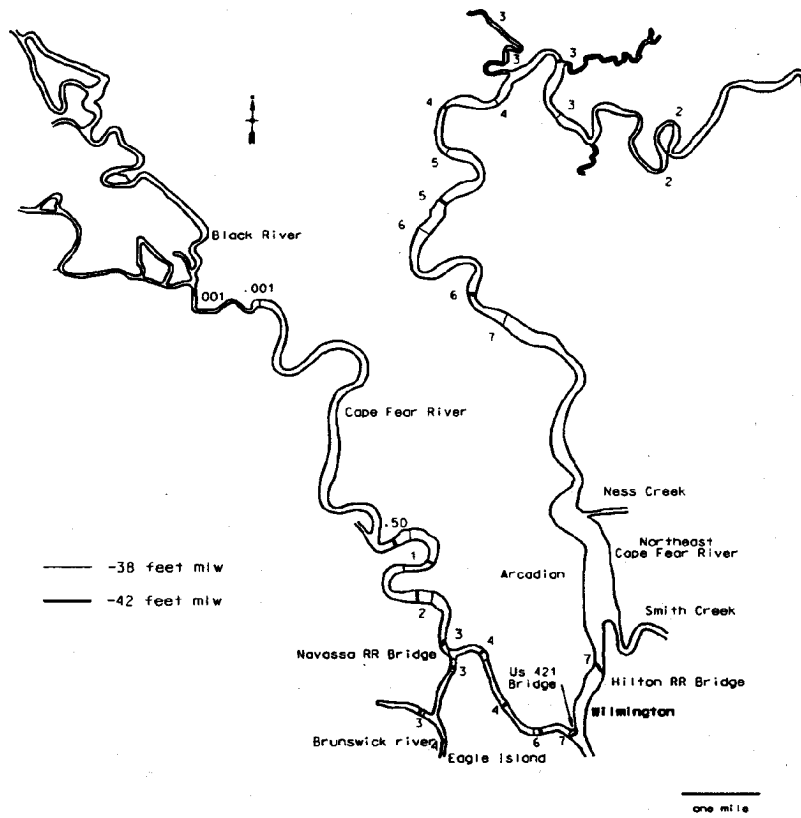 3
3
3
3
4
4
2
2
5
5
6
Black River
.001
.001
6
7
Cape Fear River
Ness Creek
.50
Northeast
Cape Fear River
1
Arcadian
-38 feet mlw
-42 feet mlw
2
Smith Creek
3
4
Navassa RR Bridge
3
Us 421
Bridge
7
Hilton RR Bridge
4
Wilmington
3
6
7
Brunswick river
4
Eagle Island
one mile